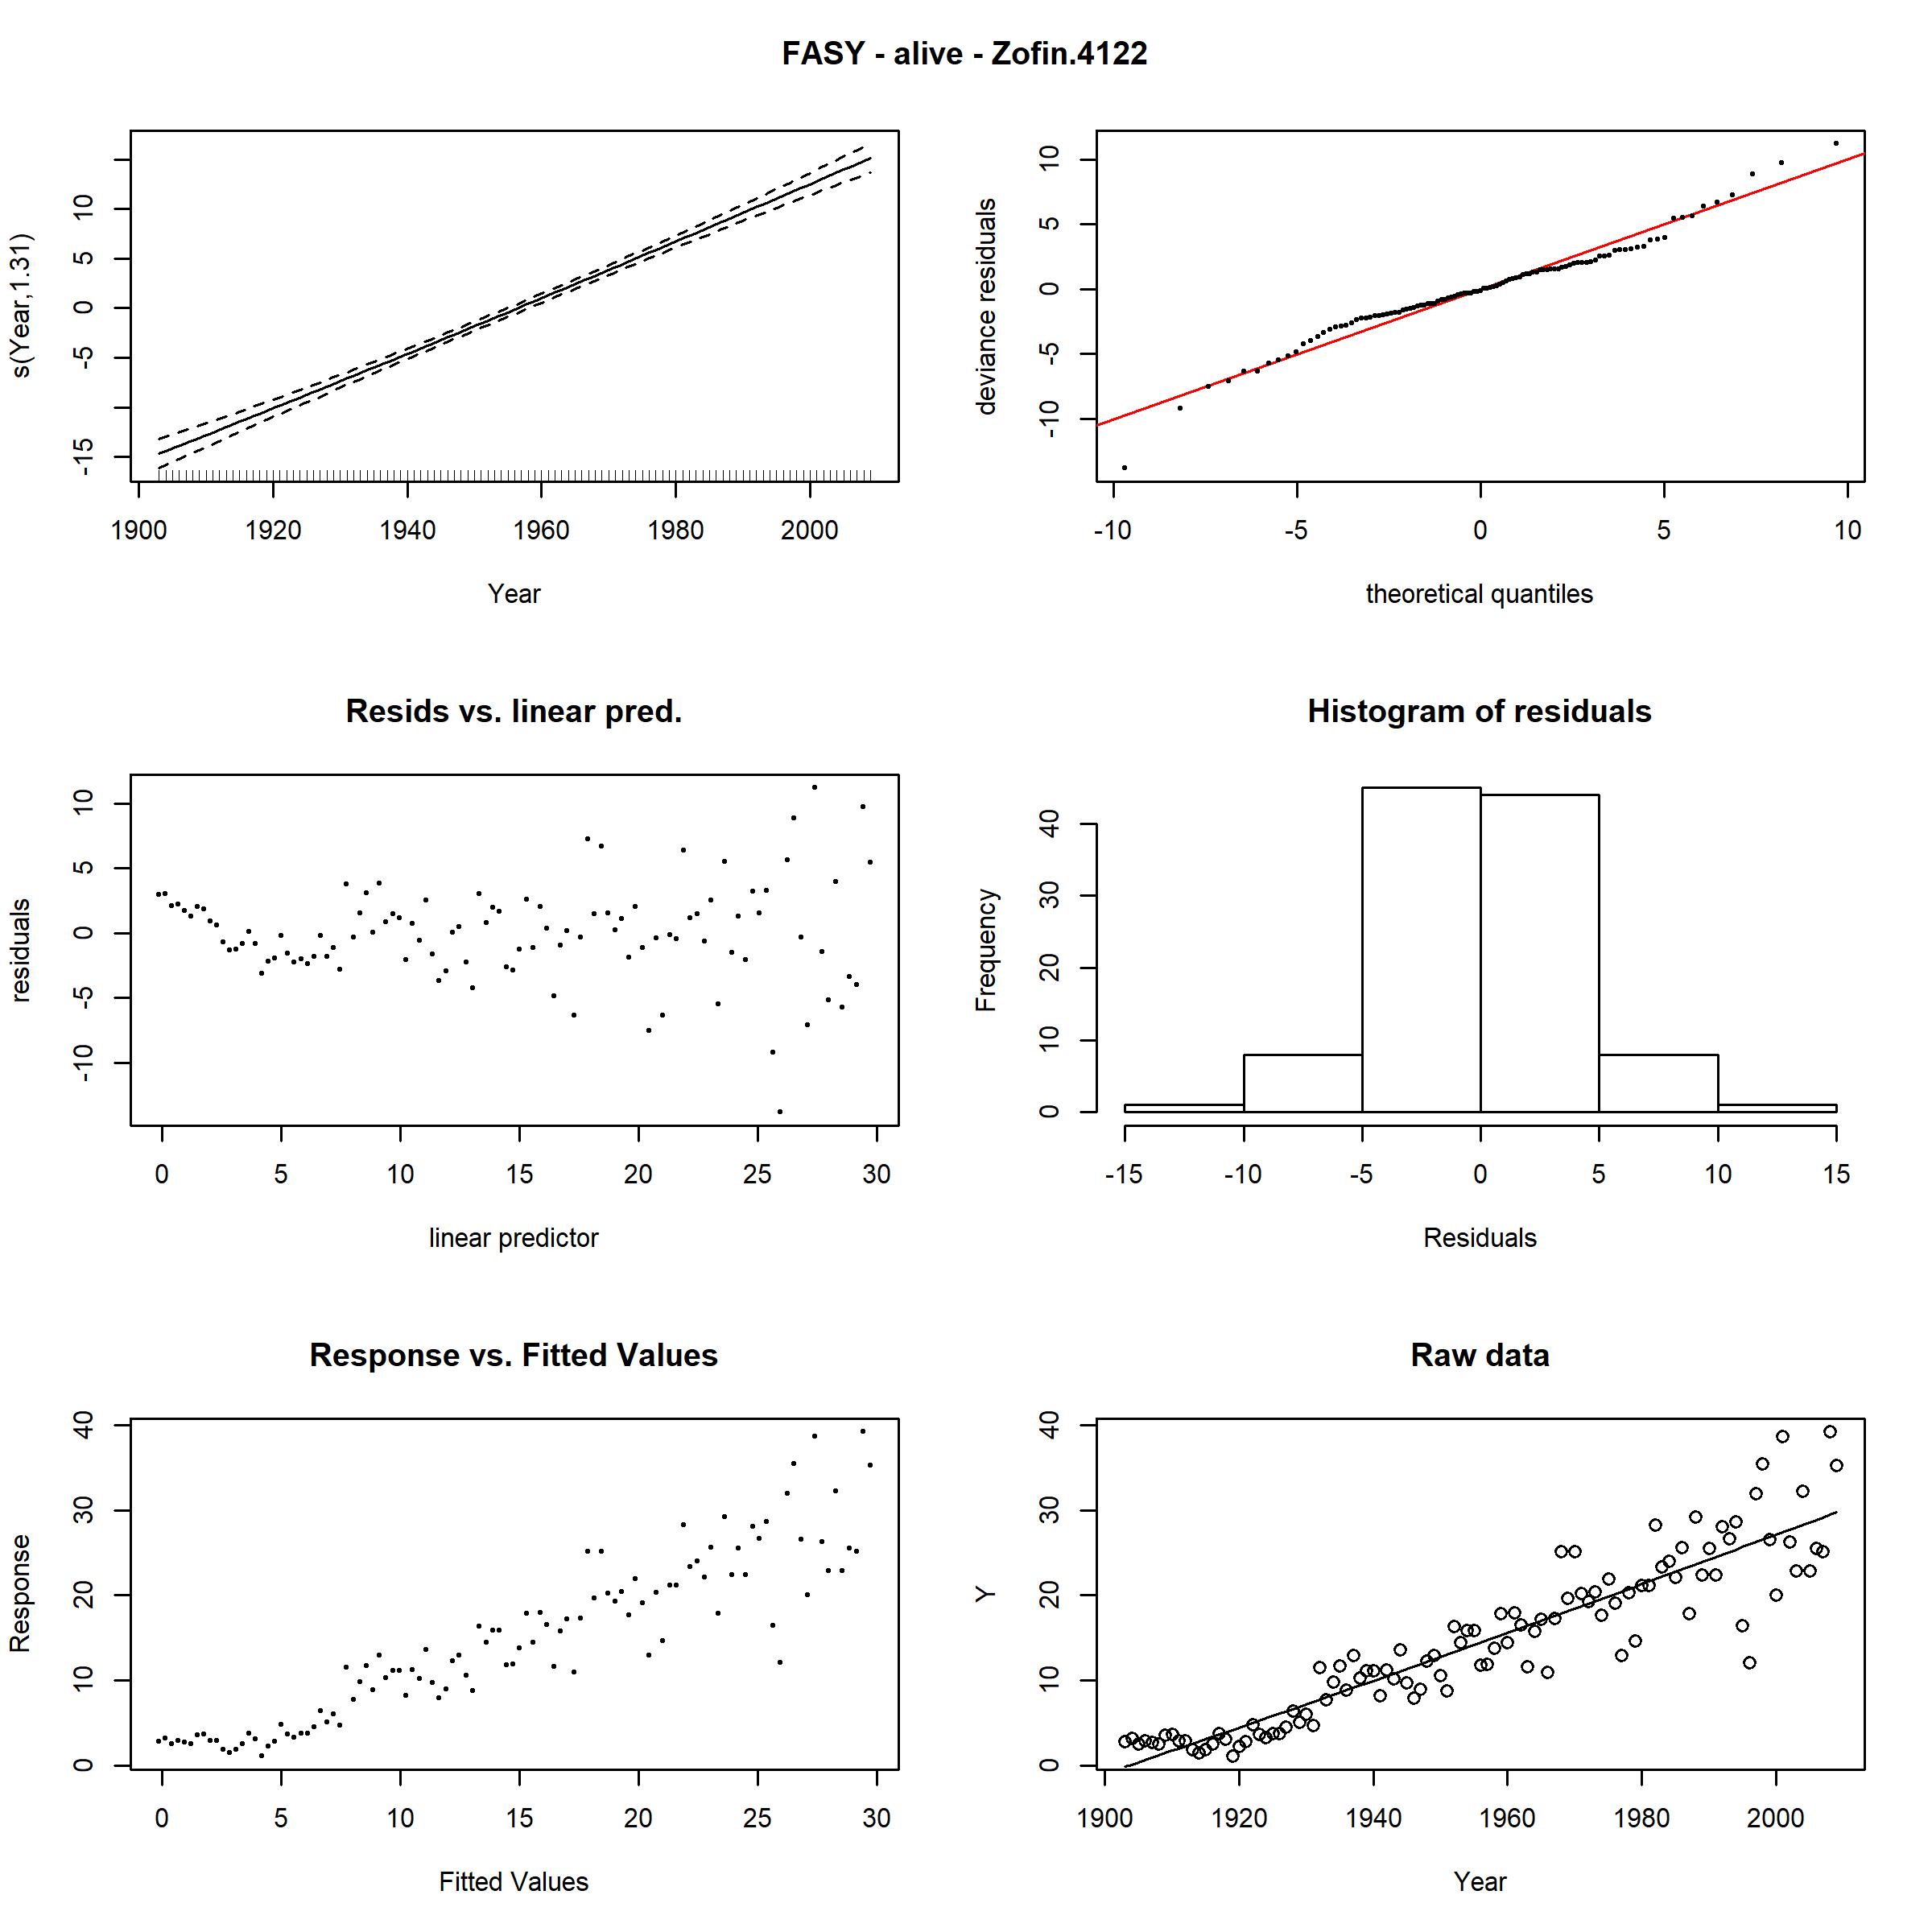 FASY - alive - Zofin.4122
s(Year,1.31)
-15 -5 0 5 10
1900 1920 1940 1960 1980 2000
Year
deviance residuals
-10 -5 0 5 10
-10 -5 0 5 10
theoretical quantiles
Resids vs. linear pred.
residuals
-10 -5 0 5 10
0 5 10 15 20 25 30
linear predictor
Histogram of residuals
Frequency
0 10 20 30 40
-15 -10 -5 0 5 10 15
Residuals
Response vs. Fitted Values
Response
0 10 20 30 40
0 5 10 15 20 25 30
Fitted Values
Raw data
Y
0 10 20 30 40
1900 1920 1940 1960 1980 2000
Year